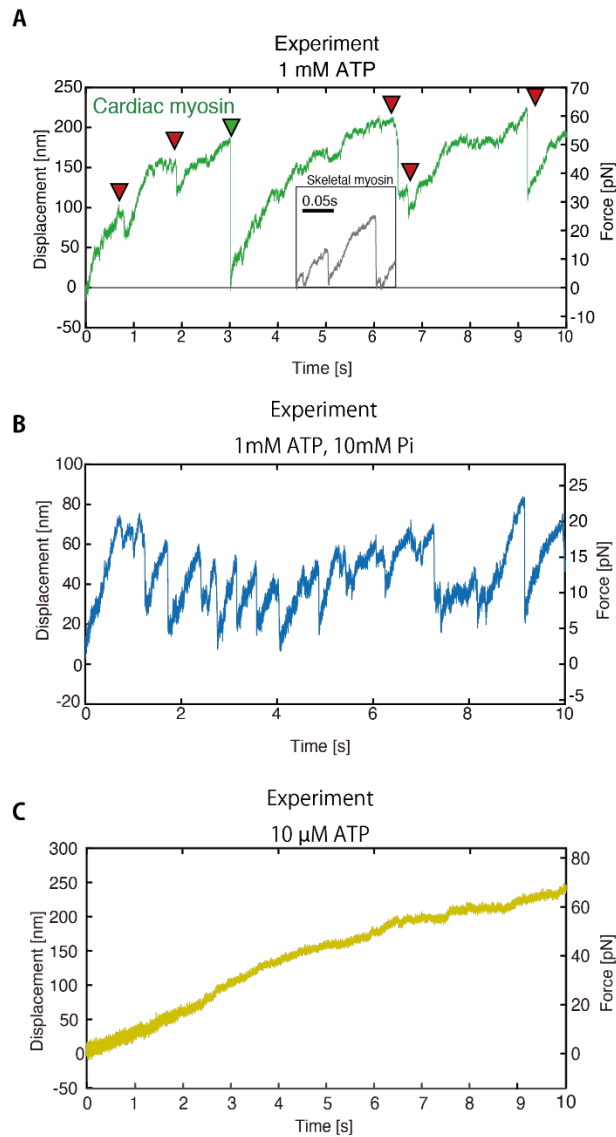 A
Experiment
1 mM ATP
Cardiac myosin
Skeletal myosin
0.05s
Displacement [nm]
250
200
150
100
50
0
-50
Force [pN]
70
60
50
40
30
20
10
0
-10
0 1 2 3 4 5 6 7 8 9 10
Time [s]
B
Experiment
1mM ATP, 10mM Pi
Displacement [nm]
100
80
60
40
20
0
-20
Force [pN]
25
20
15
10
5
0
-5
0 2 4 6 8 10
Time [s]
C
Experiment
10 µM ATP
Displacement [nm]
300
250
200
150
100
50
0
-50
Force [pN]
80
60
40
20
0
0 1 2 3 4 5 6 7 8 9 10
Time [s]